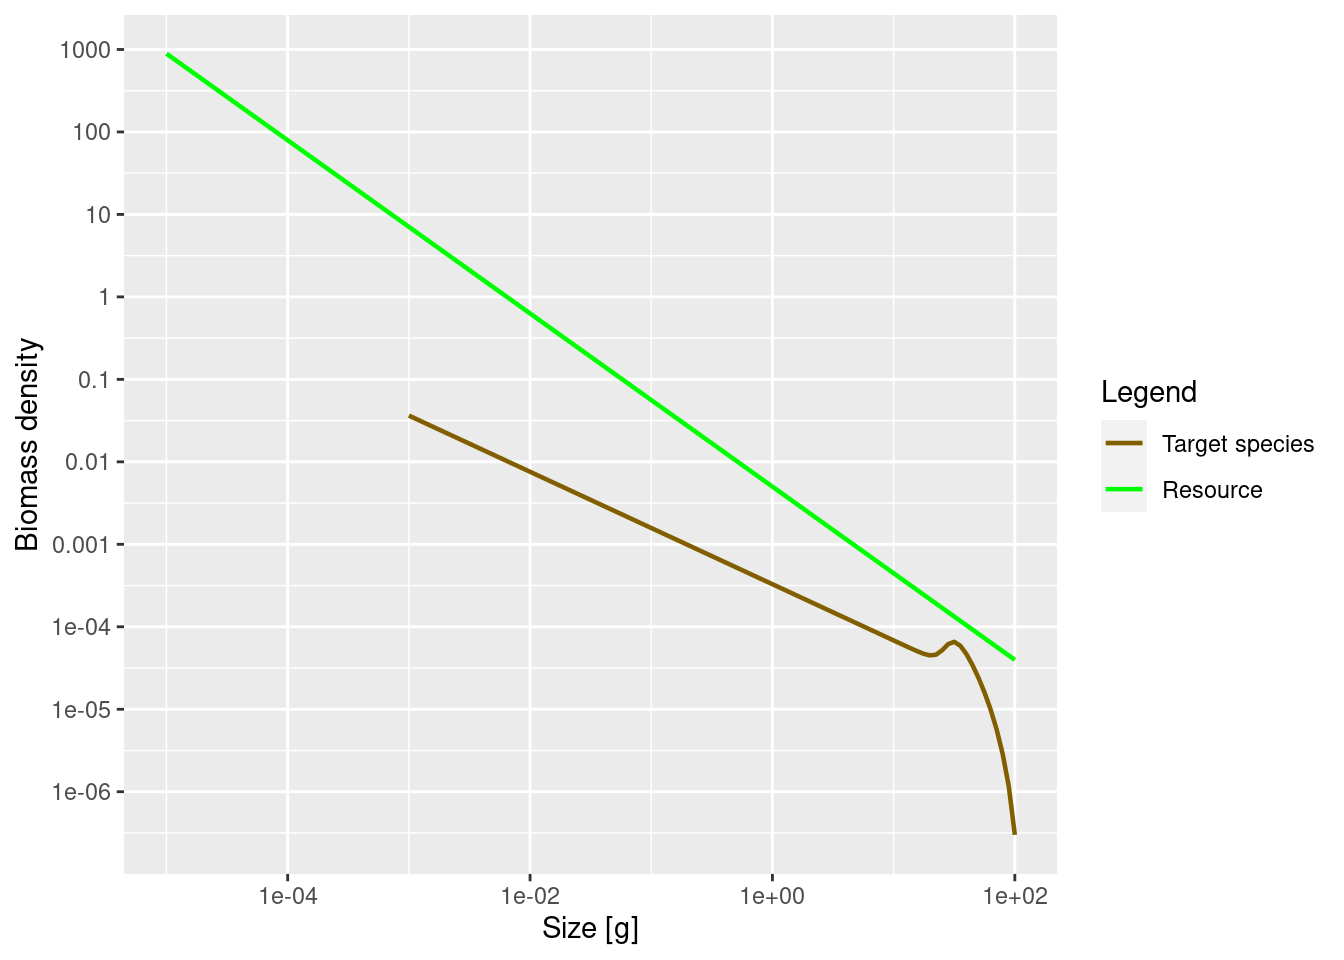 1000
100
10
1
0.1
0.01
0.001
1e-04
1e-05
1e-06
Biomass density
1e-04 1e-02 1e+00 1e+02
Size [g]
Legend
Target species
Resource